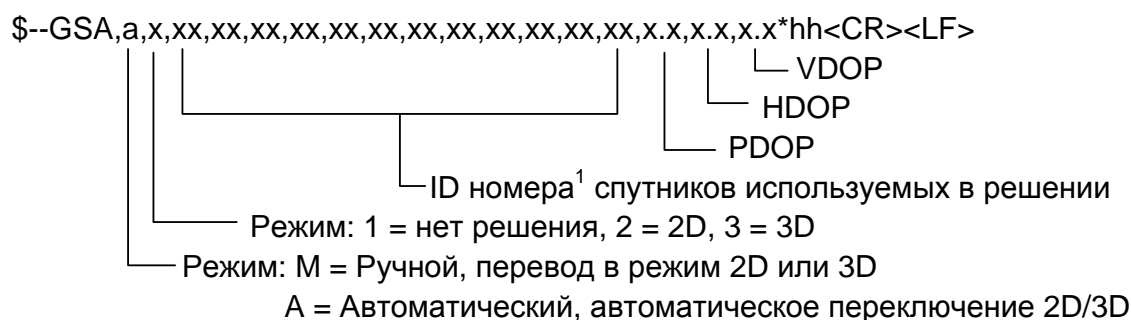 $--GSA,a,x,xx,xx,xx,xx,xx,xx,xx,xx,xx,xx,xx,xx,x.x,x.x,x.x*hh<CR><LF>
VDOP
HDOP
PDOP
ID номера¹ спутников используемых в решении
Режим: 1 = нет решения, 2 = 2D, 3 = 3D
Режим: M = Ручной, перевод в режим 2D или 3D
A = Автоматический, автоматическое переключение 2D/3D